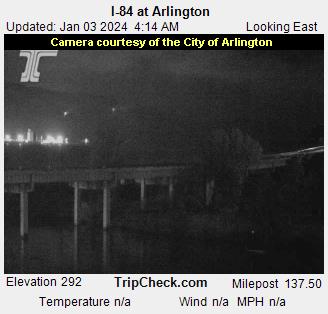 I-84 at Arlington
Updated: Jan 03 2024 4:14 AM Looking East
Camera courtesy of the City of Arlington
Elevation 292 TripCheck.com Milepost 137.50
Temperature n/a Wind n/a MPH n/a